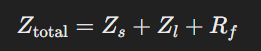 Z_total = Z_s + Z_l + R_f